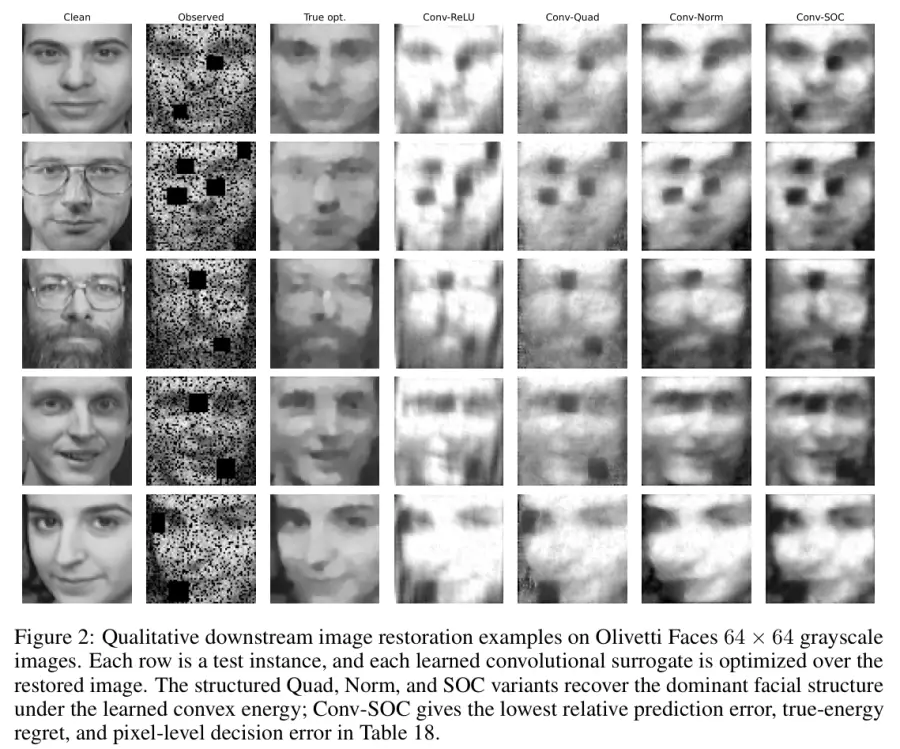 Clean Observed True opt. Conv-ReLU Conv-Quad Conv-Norm Conv-SOC
Figure 2: Qualitative downstream image restoration examples on Olivetti Faces 64 × 64 grayscale
images. Each row is a test instance, and each learned convolutional surrogate is optimized over the
restored image. The structured Quad, Norm, and SOC variants recover the dominant facial structure
under the learned convex energy; Conv-SOC gives the lowest relative prediction error, true-energy
regret, and pixel-level decision error in Table 18.